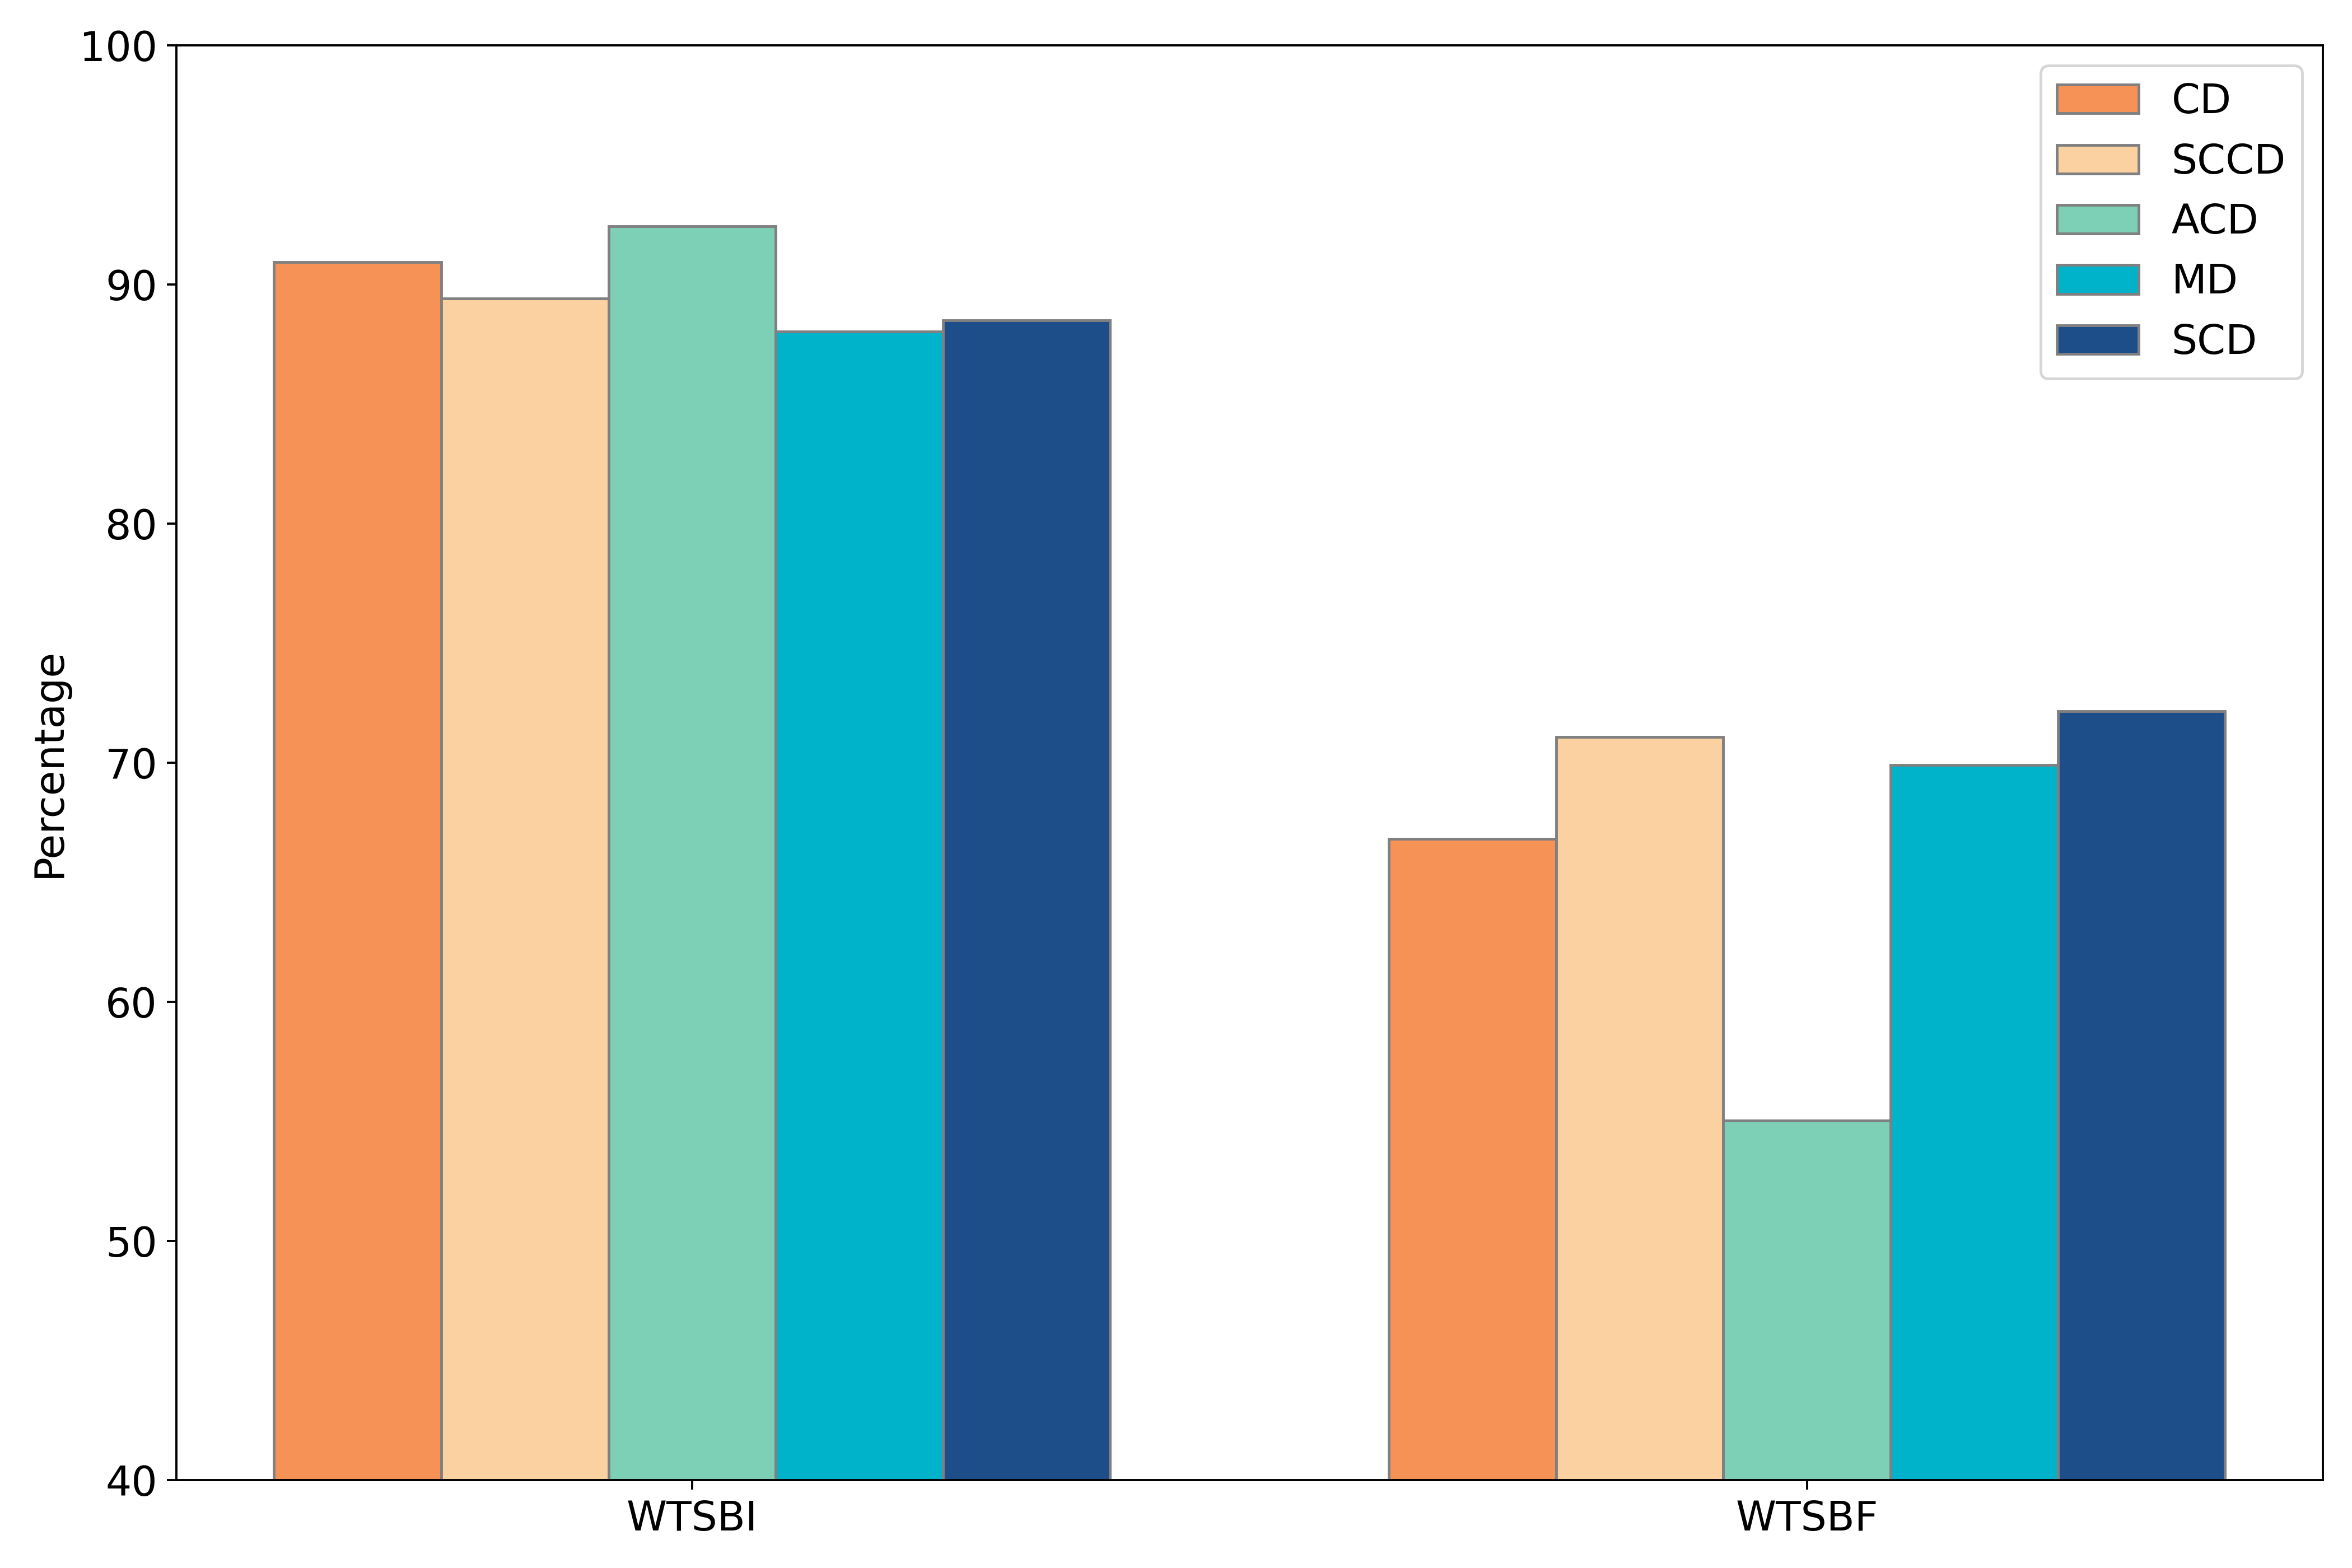 100
90
80
70
60
50
40
Percentage
WTSBI
WTSBF
CD
SCCD
ACD
MD
SCD